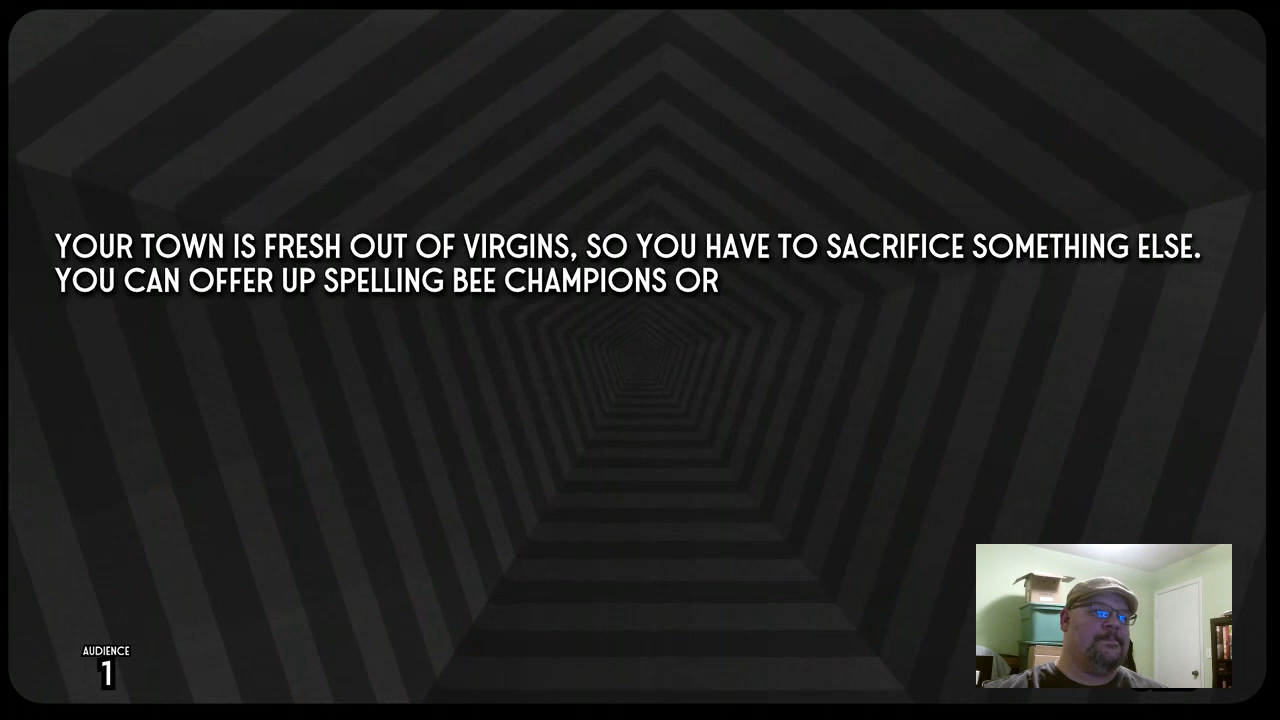 YOUR TOWN IS FRESH OUT OF VIRGINS, SO YOU HAVE TO SACRIFICE SOMETHING ELSE.
YOU CAN OFFER UP SPELLING BEE CHAMPIONS OR
AUDIENCE
1